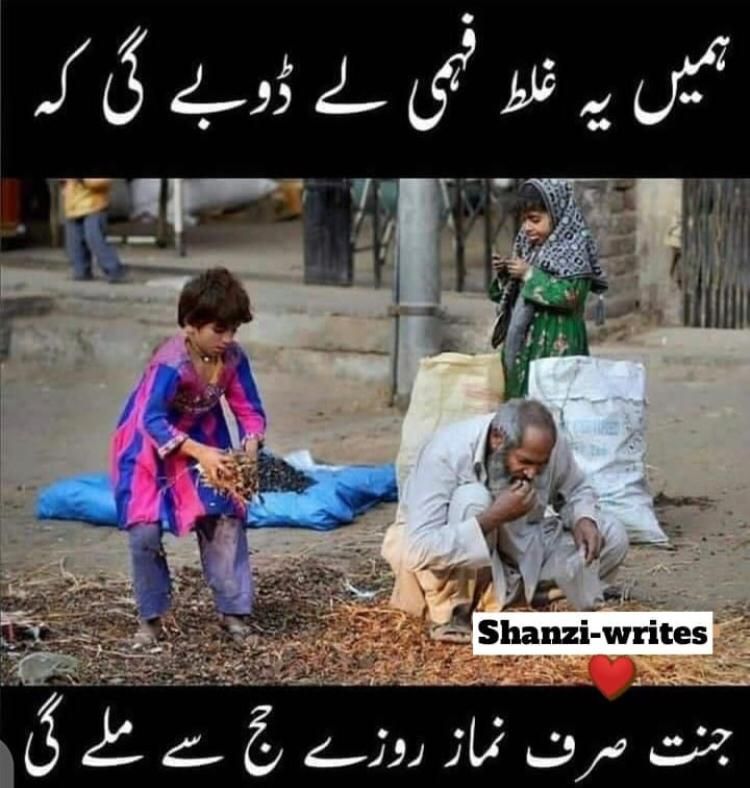 ہمیں یہ غلط فہمی لے ڈوبے گی کہ
Shanzi-writes
جنت صرف نماز روزے حج سے ملے گی